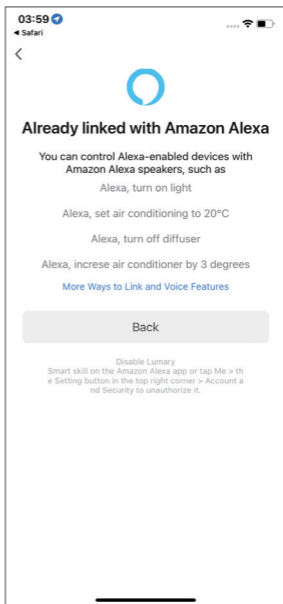 03:59
◀ Safari
Already linked with Amazon Alexa
You can control Alexa-enabled devices with
Amazon Alexa speakers, such as
Alexa, turn on light
Alexa, set air conditioning to 20°C
Alexa, turn off diffuser
Alexa, increse air conditioner by 3 degrees
More Ways to Link and Voice Features
Back
Disable Lumary
Smart skill on the Amazon Alexa app or tap Me > th
e Setting button in the top right corner > Account a
nd Security to unauthorize it.